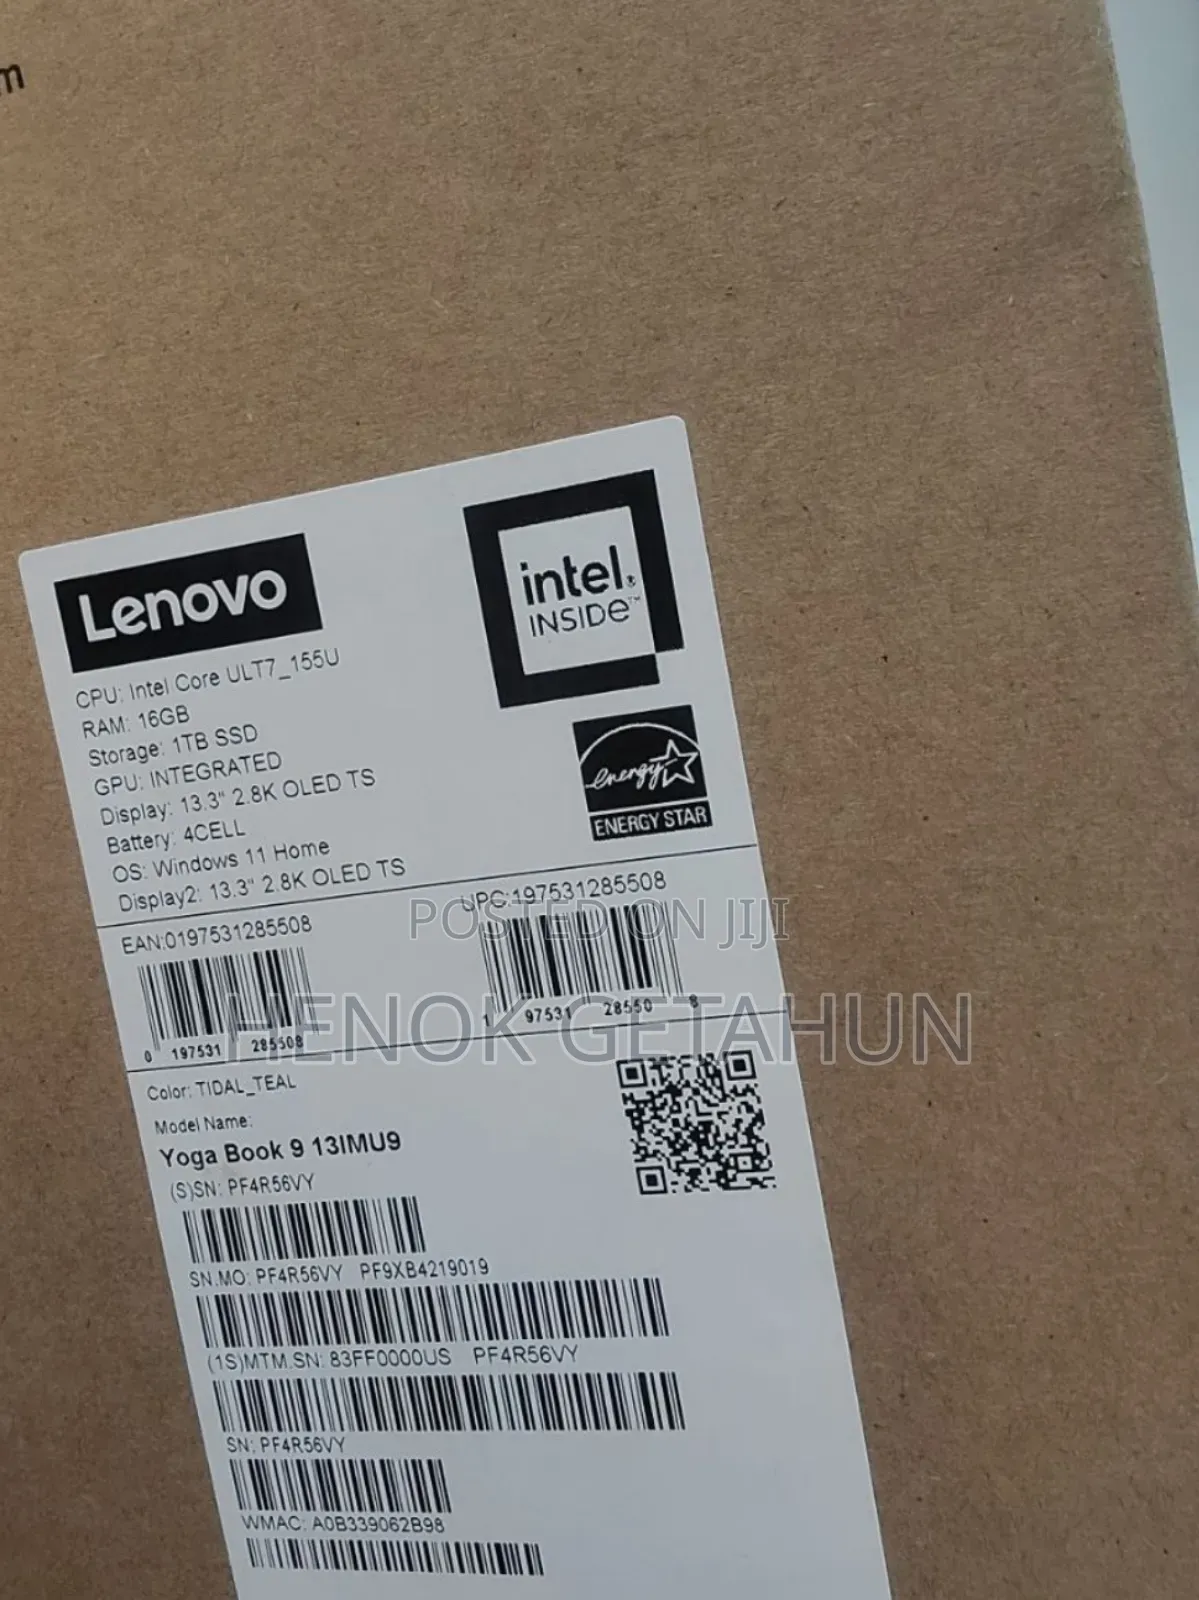 m
Lenovo
intel.
INSIDE™
CPU: Intel Core ULT7_155U
RAM: 16GB
Storage: 1TB SSD
GPU: INTEGRATED
Display: 13.3" 2.8K OLED TS
Battery: 4CELL
OS: Windows 11 Home
Display2: 13.3" 2.8K OLED TS
energy
ENERGY STAR
EAN:0197531285508
UPC:197531285508
POSTED ON JIJI
0 197531 285508
1 97531 28550 8
HENOK GETAHUN
Color: TIDAL_TEAL
Model Name:
Yoga Book 9 13IMU9
(S)SN: PF4R56VY
SN.MO: PF4R56VY PF9XB4219019
(1S)MTM.SN: 83FF0000US PF4R56VY
SN: PF4R56VY
WMAC: A0B339062B98